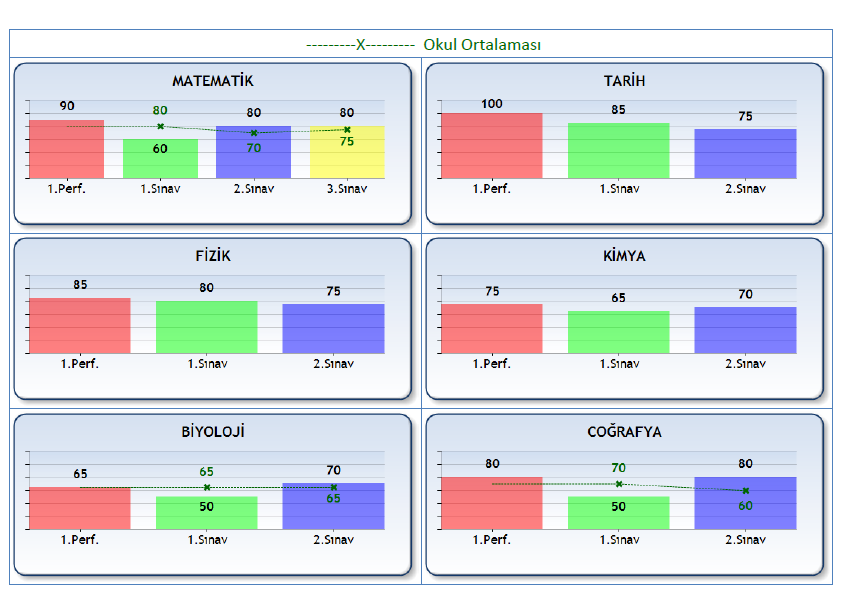 ---------X--------- Okul Ortalaması
MATEMATİK
90 80 80 80
60 70 75
1.Perf. 1.Sınav 2.Sınav 3.Sınav
TARİH
100 85 75
1.Perf. 1.Sınav 2.Sınav
FİZİK
85 80 75
1.Perf. 1.Sınav 2.Sınav
KİMYA
75 65 70
1.Perf. 1.Sınav 2.Sınav
BİYOLOJİ
65 65 70
50 65
1.Perf. 1.Sınav 2.Sınav
COĞRAFYA
80 70 80
50 60
1.Perf. 1.Sınav 2.Sınav